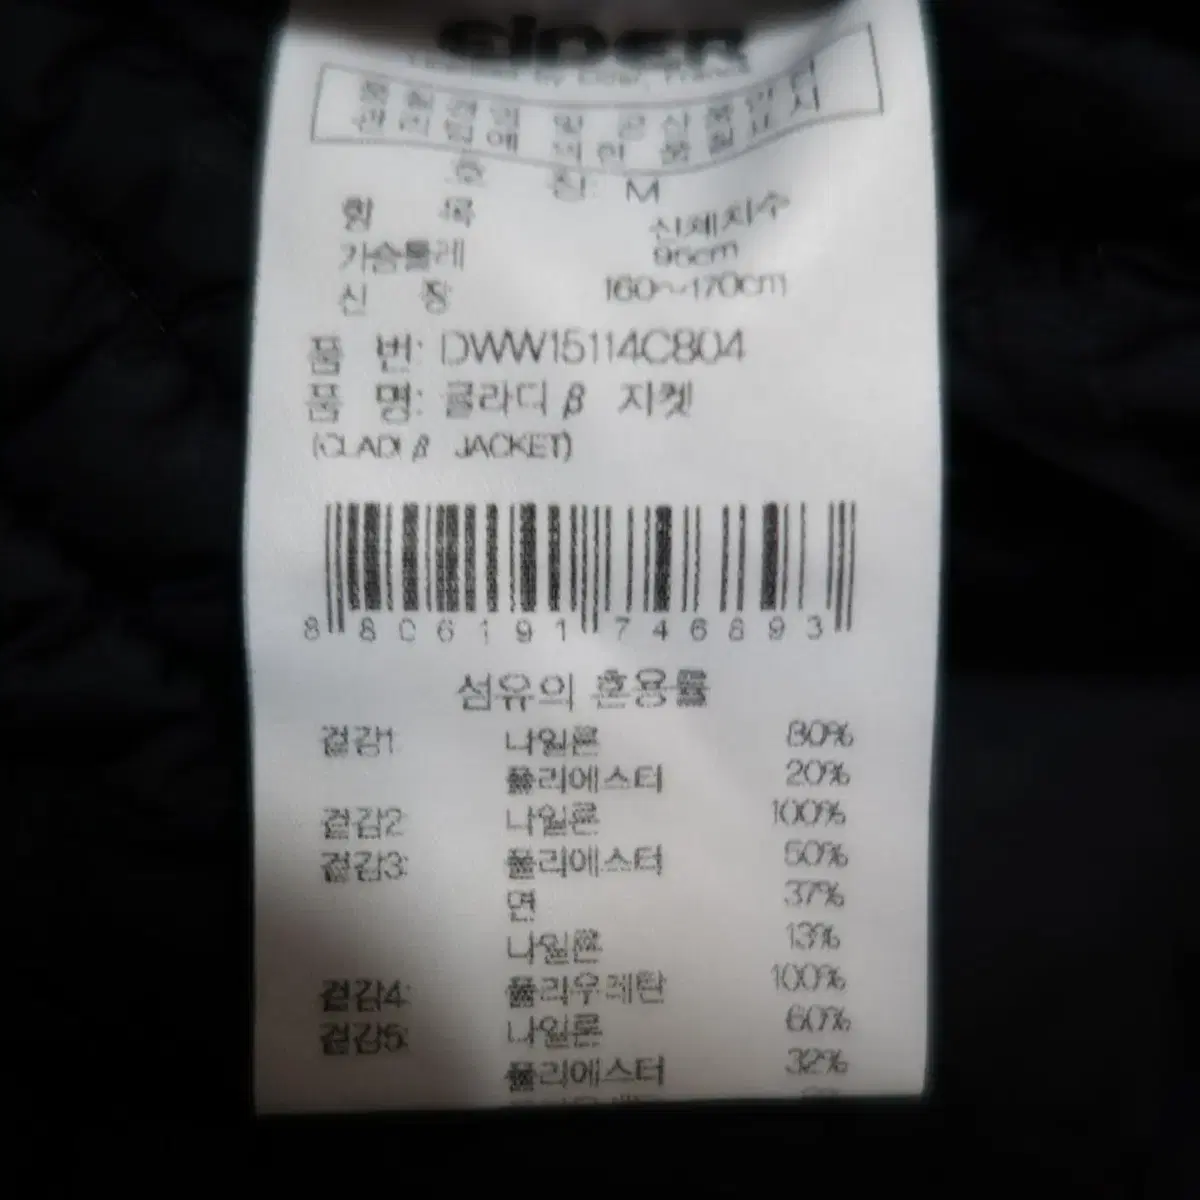 eider
품질경영 및 공산품안전
관리법에 의한 품질표시
호 칭: M
항 목 신체치수
가슴둘레 95cm
신 장 160~170cm
품 번: DWW15114C804
품 명: 클라디 β 지켓
(CLADI β JACKET)
8 806191 746893
섬유의 혼용률
겉감1: 나일론 80%
폴리에스터 20%
겉감2: 나일론 100%
겉감3: 폴리에스터 50%
면 37%
나일론 13%
겉감4: 폴리우레탄 100%
겉감5: 나일론 60%
폴리에스터 32%